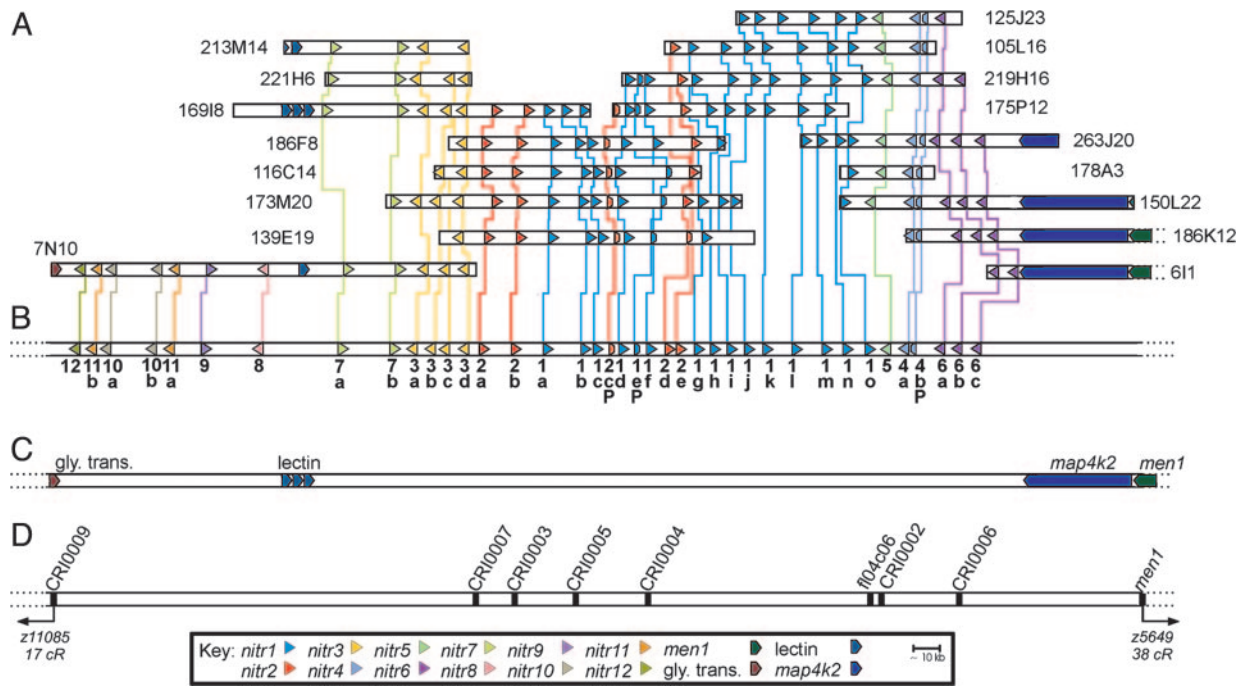 A
125J23
213M14
105L16
221H6
219H16
169I8
175P12
186F8
263J20
116C14
178A3
173M20
150L22
139E19
186K12
7N10
6I1
B
12 11 10 10 11 9 8 7 7 3 3 3 3 2 2 1 1 1 2 1 1 1 2 2 1 1 1 1 1 1 1 1 1 5 4 4 6 6 6
b a b a a b a b c d a b a b c c d e f d e g h i j k l m n o a b a b c
P P P
C
gly. trans. lectin map4k2 men1
D
CRI0009 CRI0007 CRI0003 CRI0005 CRI0004 fl04c06 CRI0002 CRI0006 men1
z11085 z5649
17 cR 38 cR
Key: nitr1 nitr3 nitr5 nitr7 nitr9 nitr11 men1 lectin
nitr2 nitr4 nitr6 nitr8 nitr10 nitr12 gly. trans. map4k2
~ 10 kb